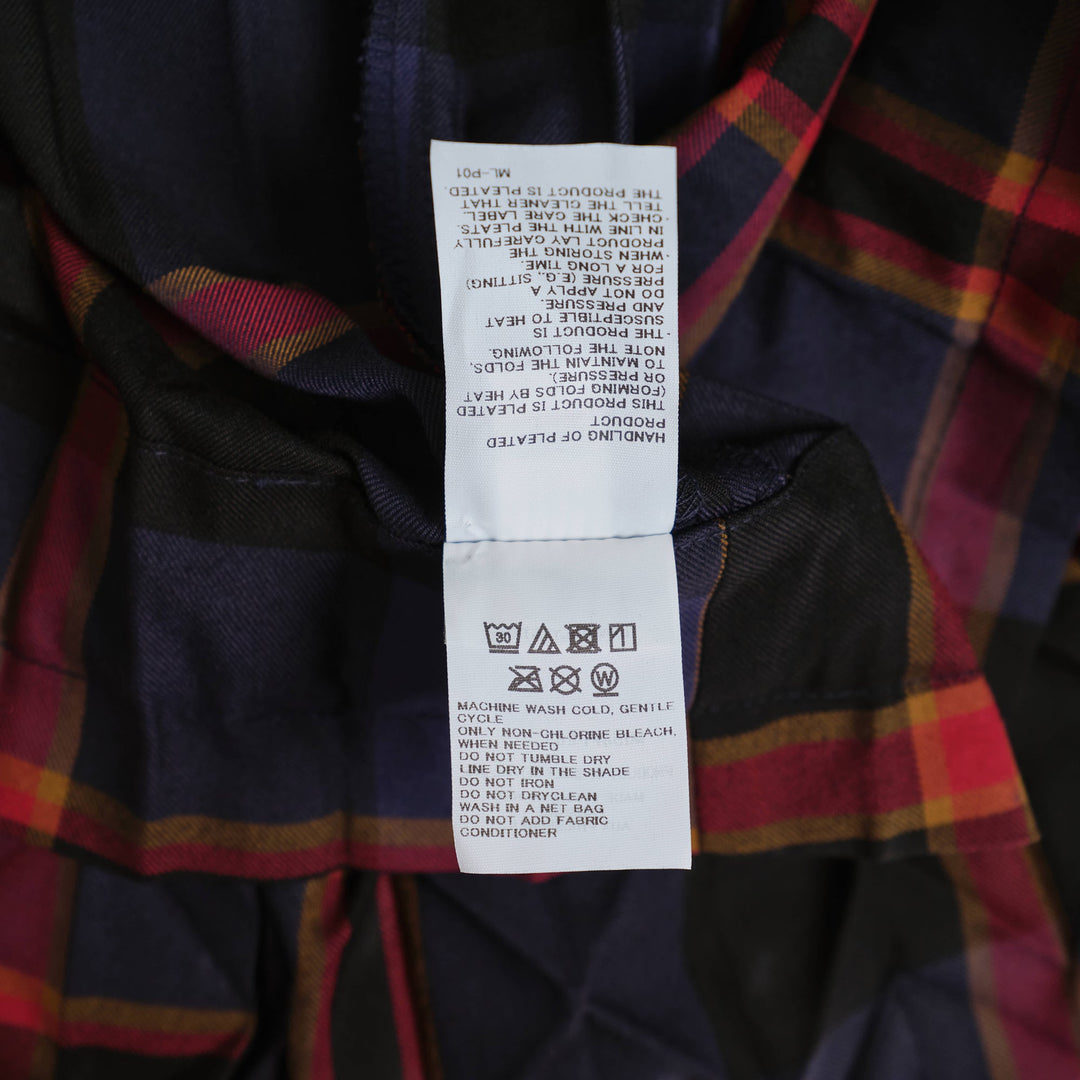 HANDLING OF PLEATED
PRODUCT
THIS PRODUCT IS PLEATED
(FORMING FOLDS BY HEAT
OR PRESSURE).
TO MAINTAIN THE FOLDS,
NOTE THE FOLLOWING.
· THE PRODUCT IS
SUSCEPTIBLE TO HEAT
AND PRESSURE.
DO NOT APPLY A
PRESSURE (E.G., SITTING)
FOR A LONG TIME.
· WHEN STORING THE
PRODUCT LAY CAREFULLY
IN LINE WITH THE PLEATS.
· CHECK THE CARE LABEL.
TELL THE CLEANER THAT
THE PRODUCT IS PLEATED.
ML-P01
30
W
MACHINE WASH COLD, GENTLE
CYCLE
ONLY NON-CHLORINE BLEACH,
WHEN NEEDED
DO NOT TUMBLE DRY
LINE DRY IN THE SHADE
DO NOT IRON
DO NOT DRYCLEAN
WASH IN A NET BAG
DO NOT ADD FABRIC
CONDITIONER